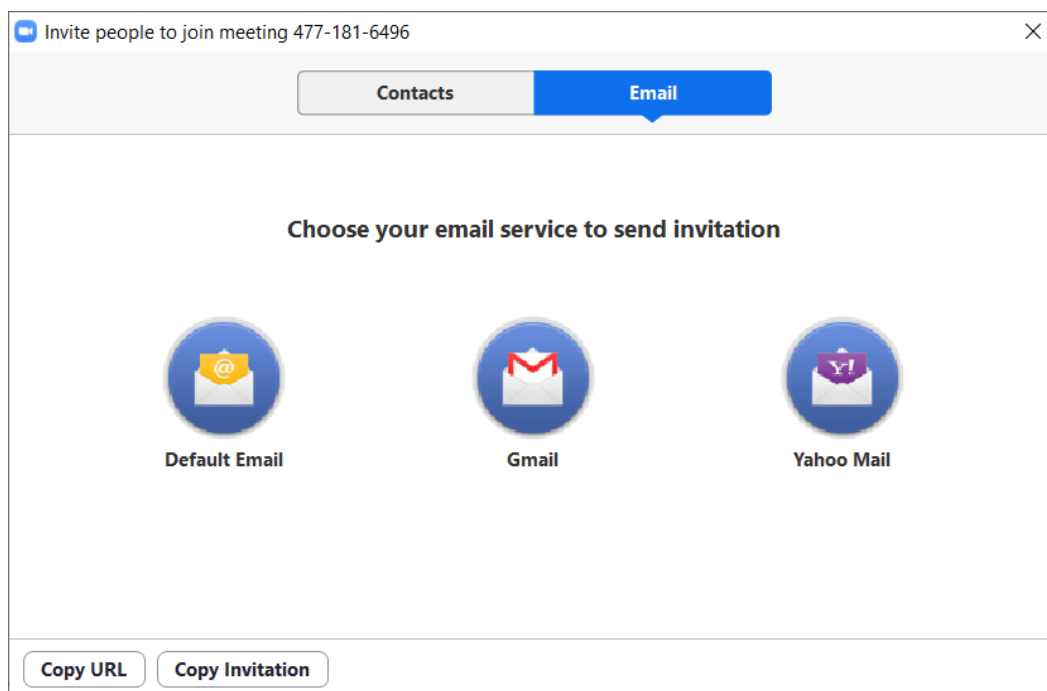 Invite people to join meeting 477-181-6496
Contacts Email
Choose your email service to send invitation
@ Y!
Default Email Gmail Yahoo Mail
Copy URL Copy Invitation